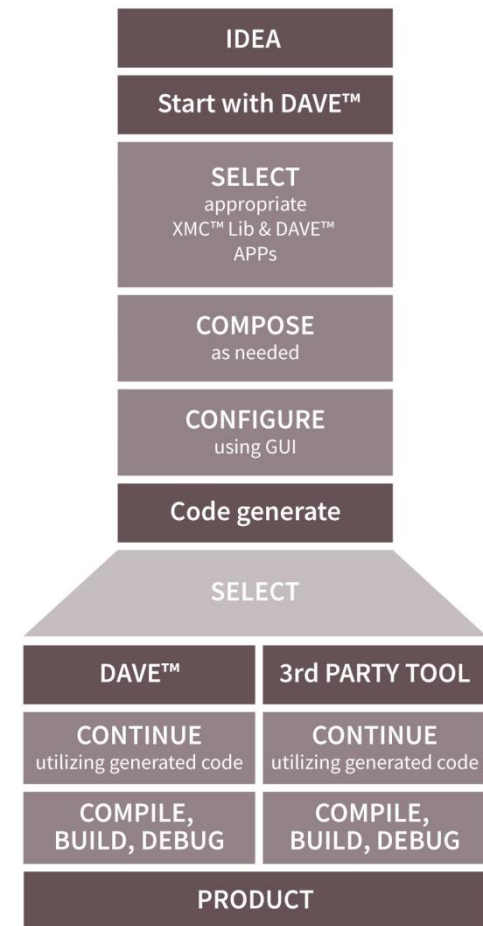 IDEA
Start with DAVE™
SELECT
appropriate
XMC™ Lib & DAVE™
APPs
COMPOSE
as needed
CONFIGURE
using GUI
Code generate
SELECT
DAVE™
3rd PARTY TOOL
CONTINUE
utilizing generated code
CONTINUE
utilizing generated code
COMPILE,
BUILD, DEBUG
COMPILE,
BUILD, DEBUG
PRODUCT